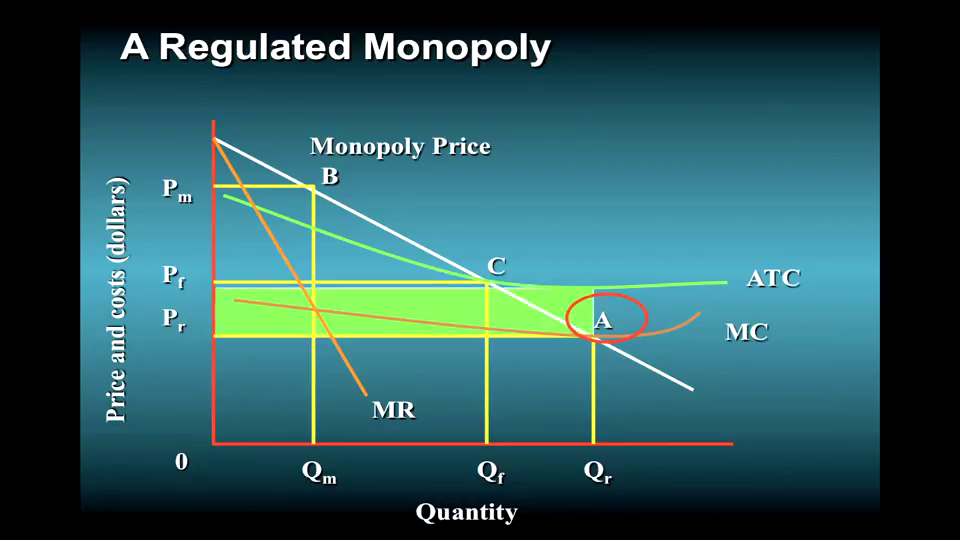 A Regulated Monopoly
Monopoly Price
B
Pm
C
Pf
ATC
Pr
A
MC
MR
Price and costs (dollars)
0
Qm
Qf
Qr
Quantity